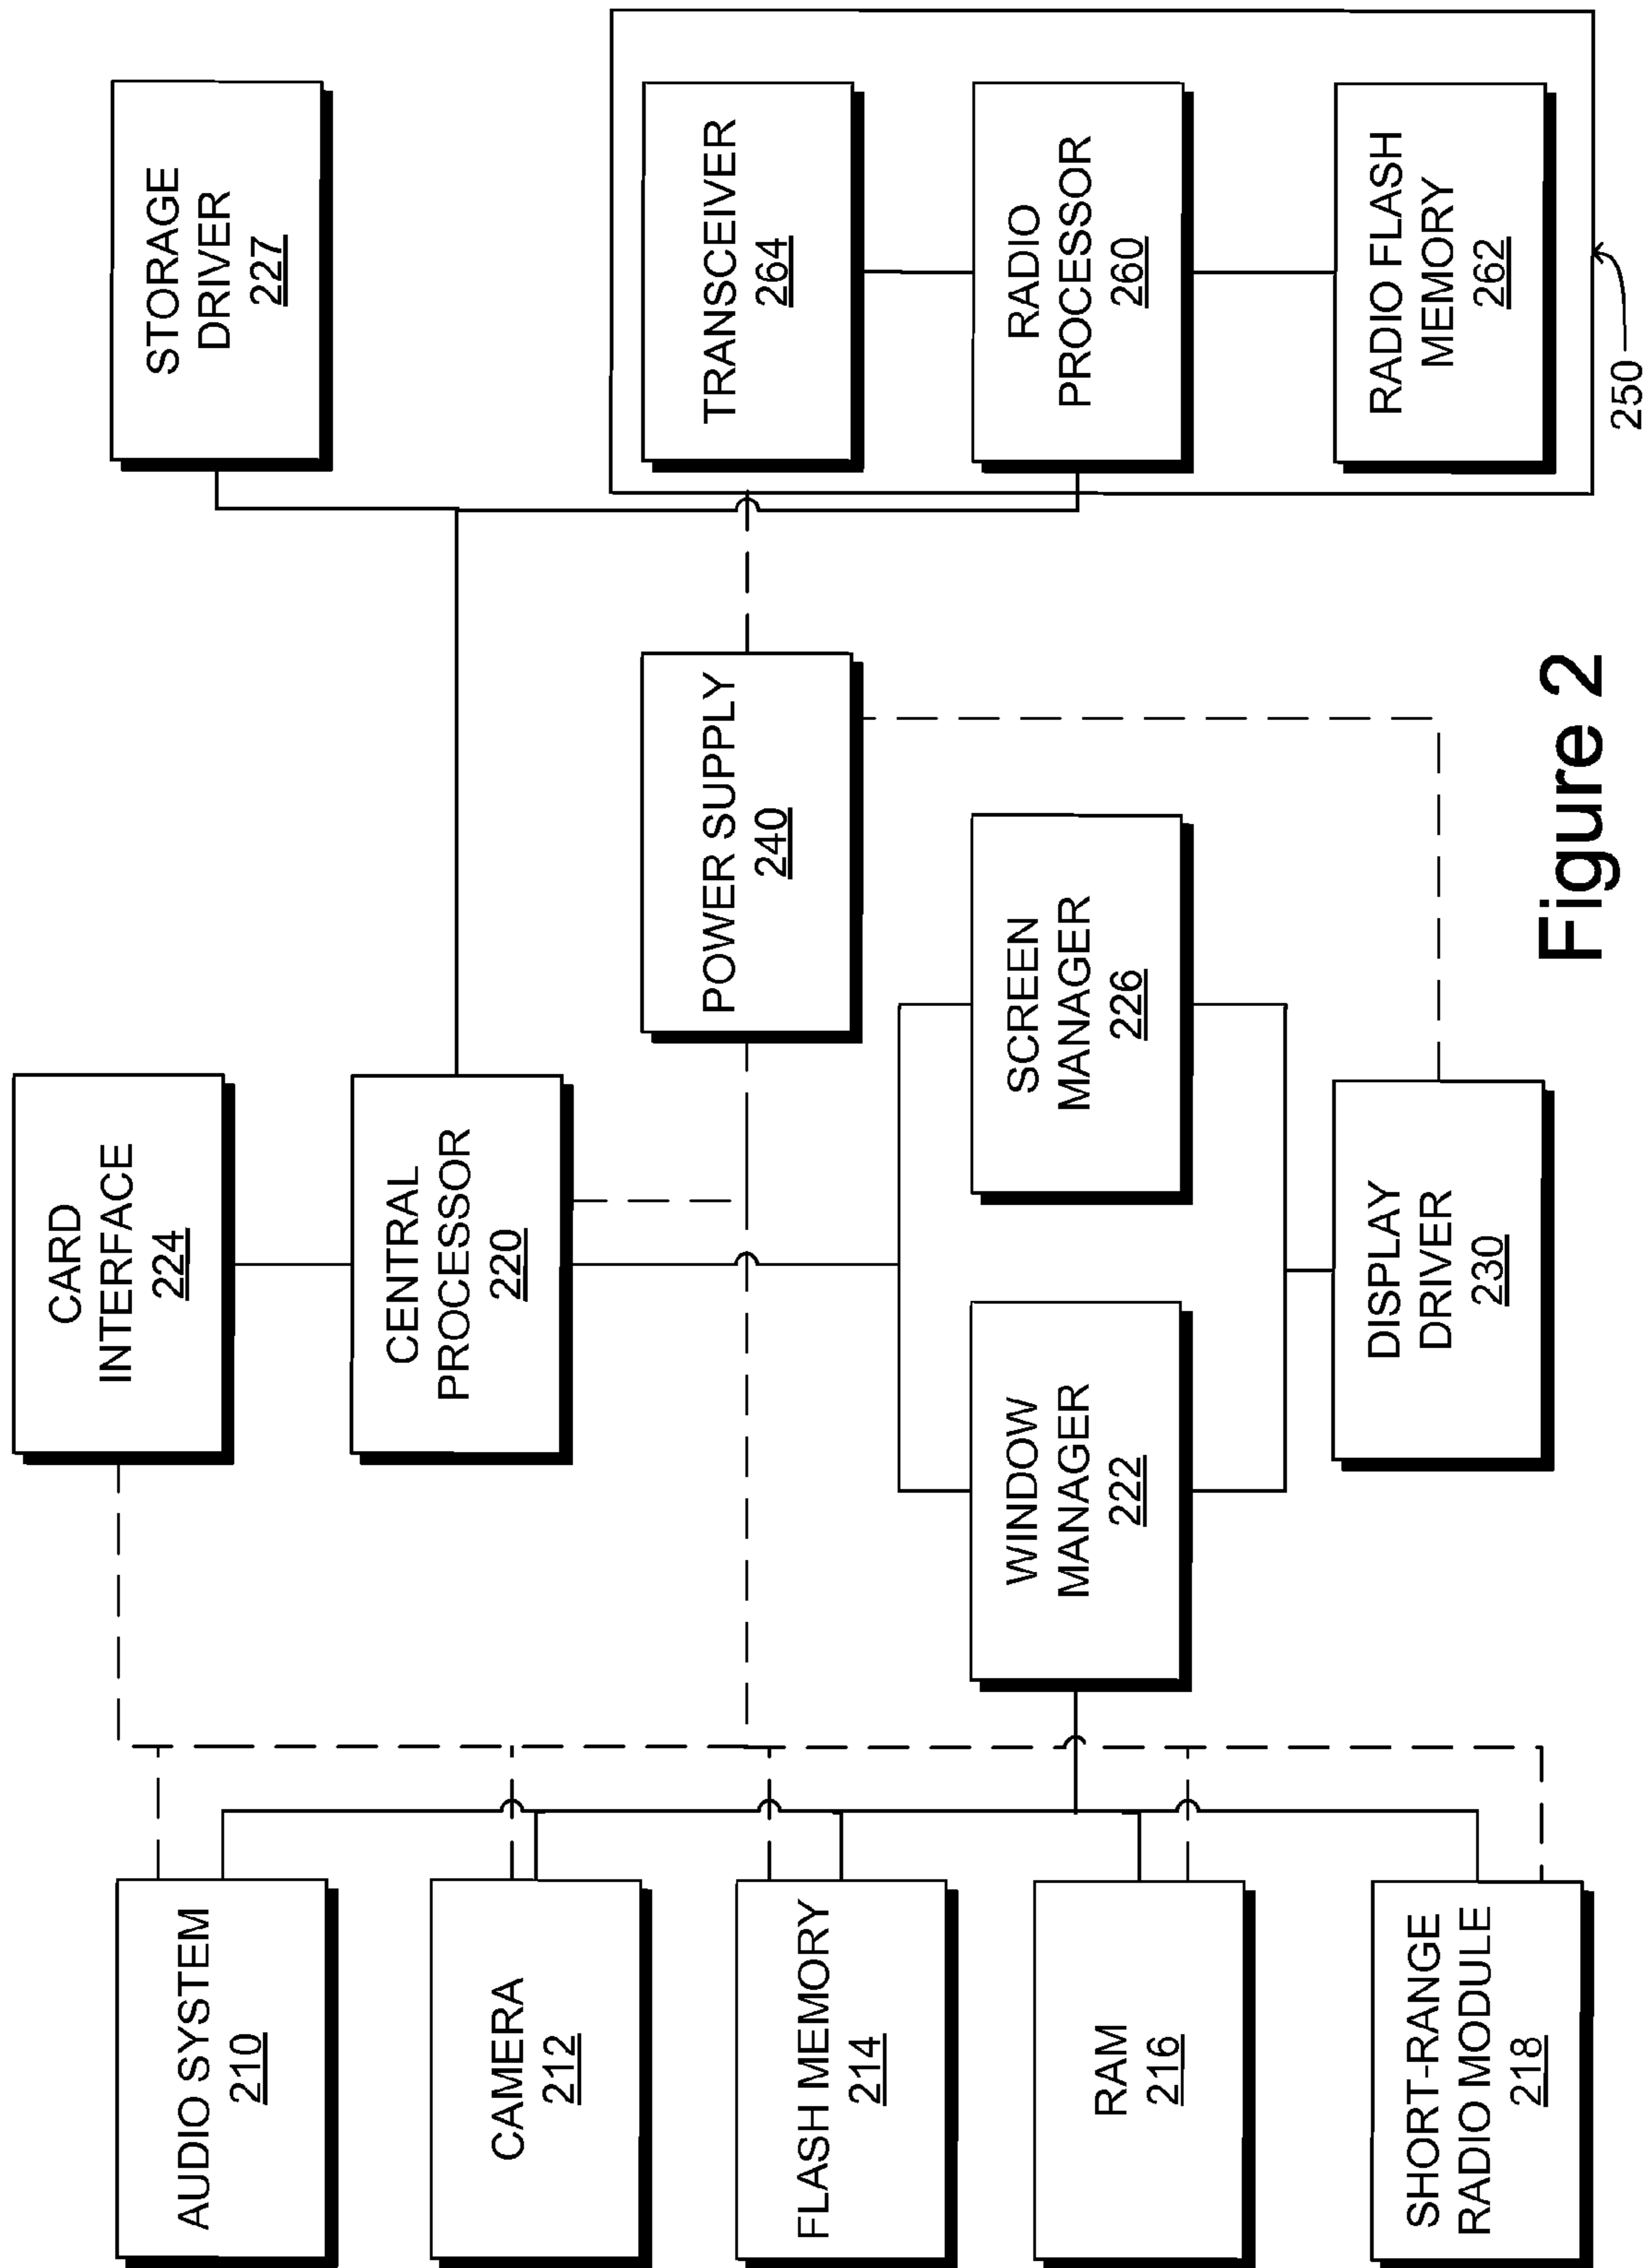 AUDIO SYSTEM
210
CAMERA
212
FLASH MEMORY
214
RAM
216
SHORT-RANGE
RADIO MODULE
218
CARD
INTERFACE
224
CENTRAL
PROCESSOR
220
WINDOW
MANAGER
222
SCREEN
MANAGER
226
DISPLAY
DRIVER
230
POWER SUPPLY
240
STORAGE
DRIVER
227
TRANSCEIVER
264
RADIO
PROCESSOR
260
RADIO FLASH
MEMORY
262
250
Figure 2